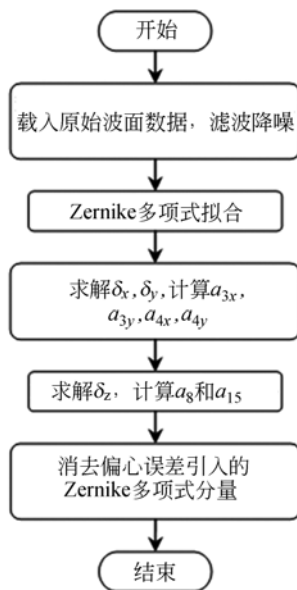 开始
载入原始波面数据，滤波降噪
Zernike多项式拟合
求解δx,δy,计算a3x,
a3y,a4x,a4y
求解δz，计算a8和a15
消去偏心误差引入的
Zernike多项式分量
结束